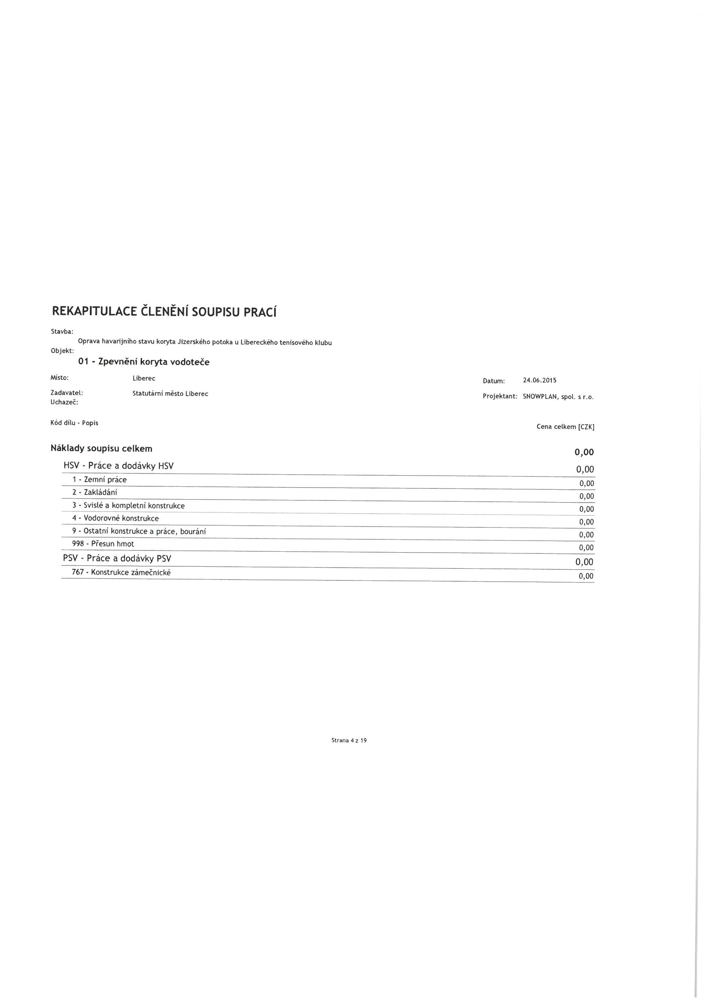 REKAPITULACE ČLENĚNÍ SOUPISU PRACÍ
Stavba:
Oprava havarijního stavu koryta Jizerského potoka u Libereckého tenisového klubu
Objekt:
01 - Zpevnění koryta vodoteče
Místo: Liberec Datum: 24.06.2015
Zadavatel: Statutární město Liberec Projektant: SNOWPLAN, spol. s r.o.
Uchazeč:
Kód dílu - Popis Cena celkem [CZK]
Náklady soupisu celkem 0,00
HSV - Práce a dodávky HSV 0,00
1 - Zemní práce 0,00
2 - Zakládání 0,00
3 - Svislé a kompletní konstrukce 0,00
4 - Vodorovné konstrukce 0,00
9 - Ostatní konstrukce a práce, bourání 0,00
998 - Přesun hmot 0,00
PSV - Práce a dodávky PSV 0,00
767 - Konstrukce zámečnické 0,00
Strana 4 z 19